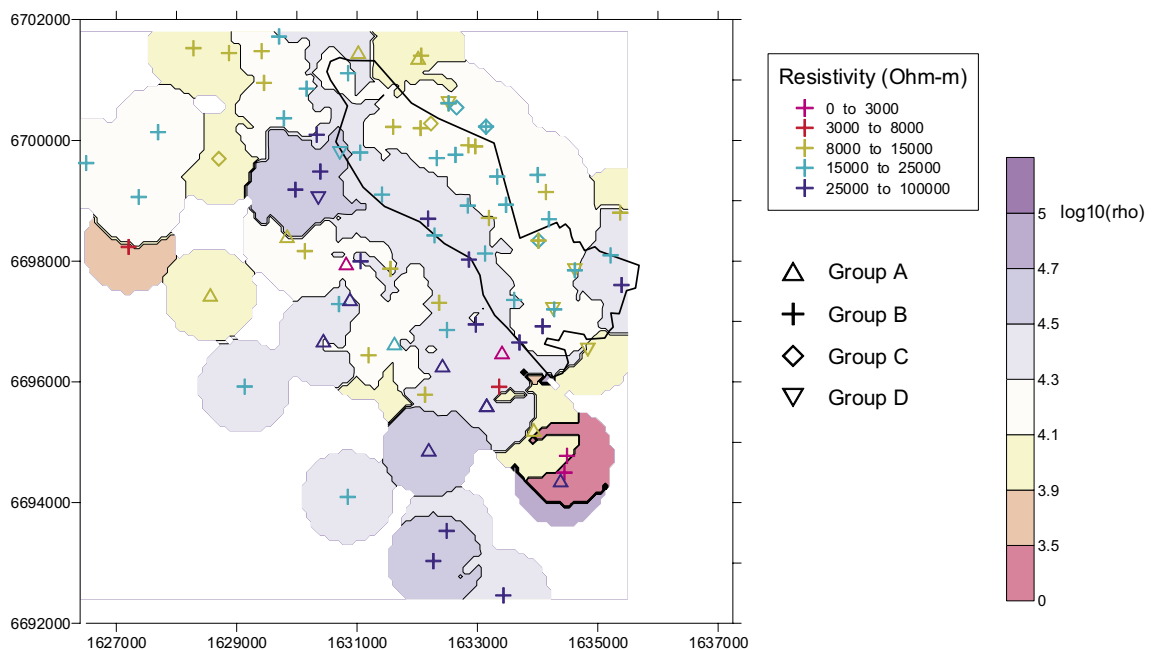 6702000
6700000
6698000
6696000
6694000
6692000
1627000
1629000
1631000
1633000
1635000
1637000
Resistivity (Ohm-m)
0 to 3000
3000 to 8000
8000 to 15000
15000 to 25000
25000 to 100000
Group A
Group B
Group C
Group D
5 log10(rho)
4.7
4.5
4.3
4.1
3.9
3.5
0